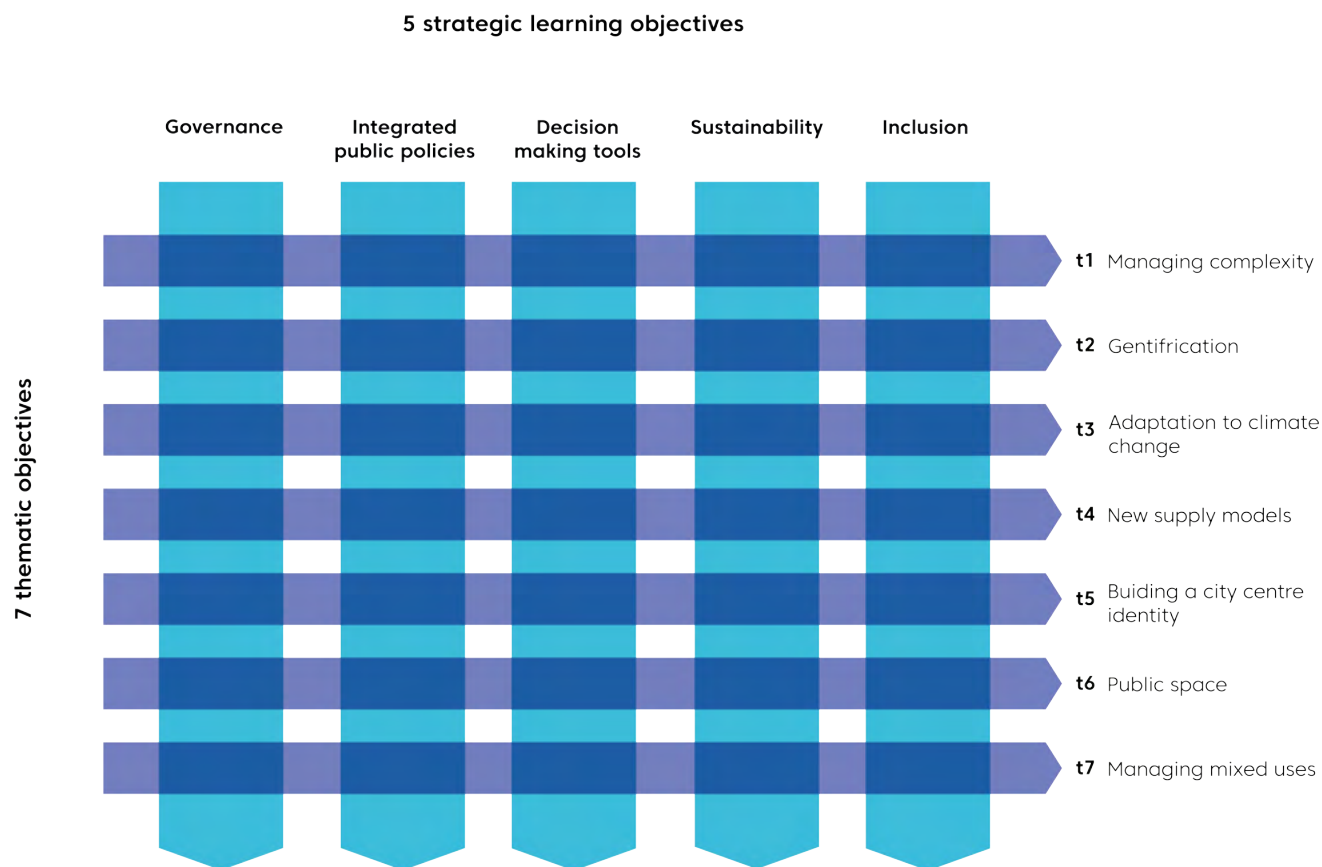 5 strategic learning objectives
Governance
Integrated
public policies
Decision
making tools
Sustainability
Inclusion
7 thematic objectives
t1 Managing complexity
t2 Gentifrication
t3 Adaptation to climate
change
t4 New supply models
t5 Buiding a city centre
identity
t6 Public space
t7 Managing mixed uses